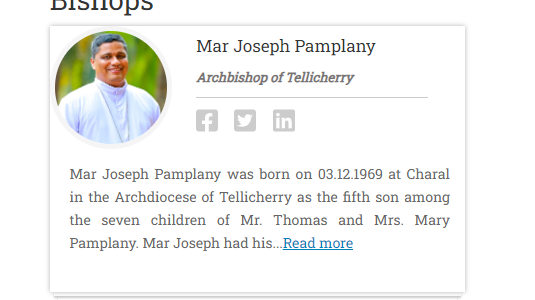 Bishops
Mar Joseph Pamplany
Archbishop of Tellicherry
Mar Joseph Pamplany was born on 03.12.1969 at Charal
in the Archdiocese of Tellicherry as the fifth son among
the seven children of Mr. Thomas and Mrs. Mary
Pamplany. Mar Joseph had his...Read more